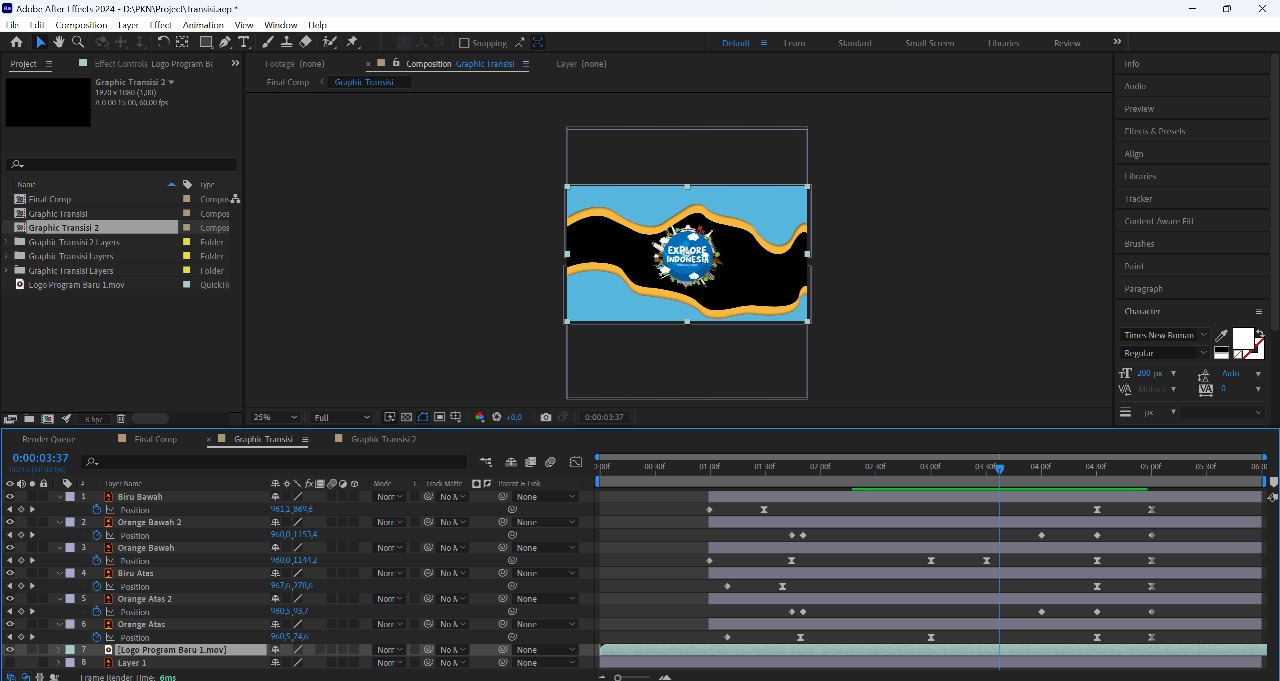 Adobe After Effects 2024 - D:\PKN\Project\Transisi.aep *
File Edit Composition Layer Effect Animation View Window Help
Snapping Default Learn Standard Small Screen Libraries Review
Project Effect Controls Logo Program Ba Footage (none) Composition Graphic Transisi Layer (none) Info
Graphic Transisi 2 Final Comp Graphic Transisi
1920 x 1080 (1,00)
Δ 0:00:15:00, 60,00 fps
Audio
Preview
Effects & Presets
Align
Libraries
Tracker
Content-Aware Fill
Brushes
Paint
Paragraph
Character
Times New Roman
Regular
200 px Auto
Metrics 0
px
Name Type
Final Comp Compos
Graphic Transisi Compos
Graphic Transisi 2 Compos
Graphic Transisi 2 Layers Folder
Graphic Transisi Layers Folder
Graphic Transisi Layers Folder
Logo Program Baru 1.mov QuickTi
EXPLORE
INDONESIA
8 bpc 25% Full +0,0 0:00:03:37
Render Queue Final Comp Graphic Transisi Graphic Transisi 2
0:00:03:37
00217 (60.00 fps)
0:00f 00:30f 01:00f 01:30f 02:00f 02:30f 03:00f 03:30f 04:00f 04:30f 05:00f 05:30f 06:0
# Layer Name Mode T Track Matte Parent & Link
1 Biru Bawah Norr No M None
Position 961,1,869,6
2 Orange Bawah 2 Norr No M None
Position 960,0,1153,4
3 Orange Bawah Norr No M None
Position 960,0,1144,2
4 Biru Atas Norr No M None
Position 967,6,278,6
5 Orange Atas 2 Norr No M None
Position 960,5,93,7
6 Orange Atas Norr No M None
Position 960,5,74,6
7 [Logo Program Baru 1.mov] Norr No M None
8 Layer 1 Norr No M None
Frame Render Time: 6ms